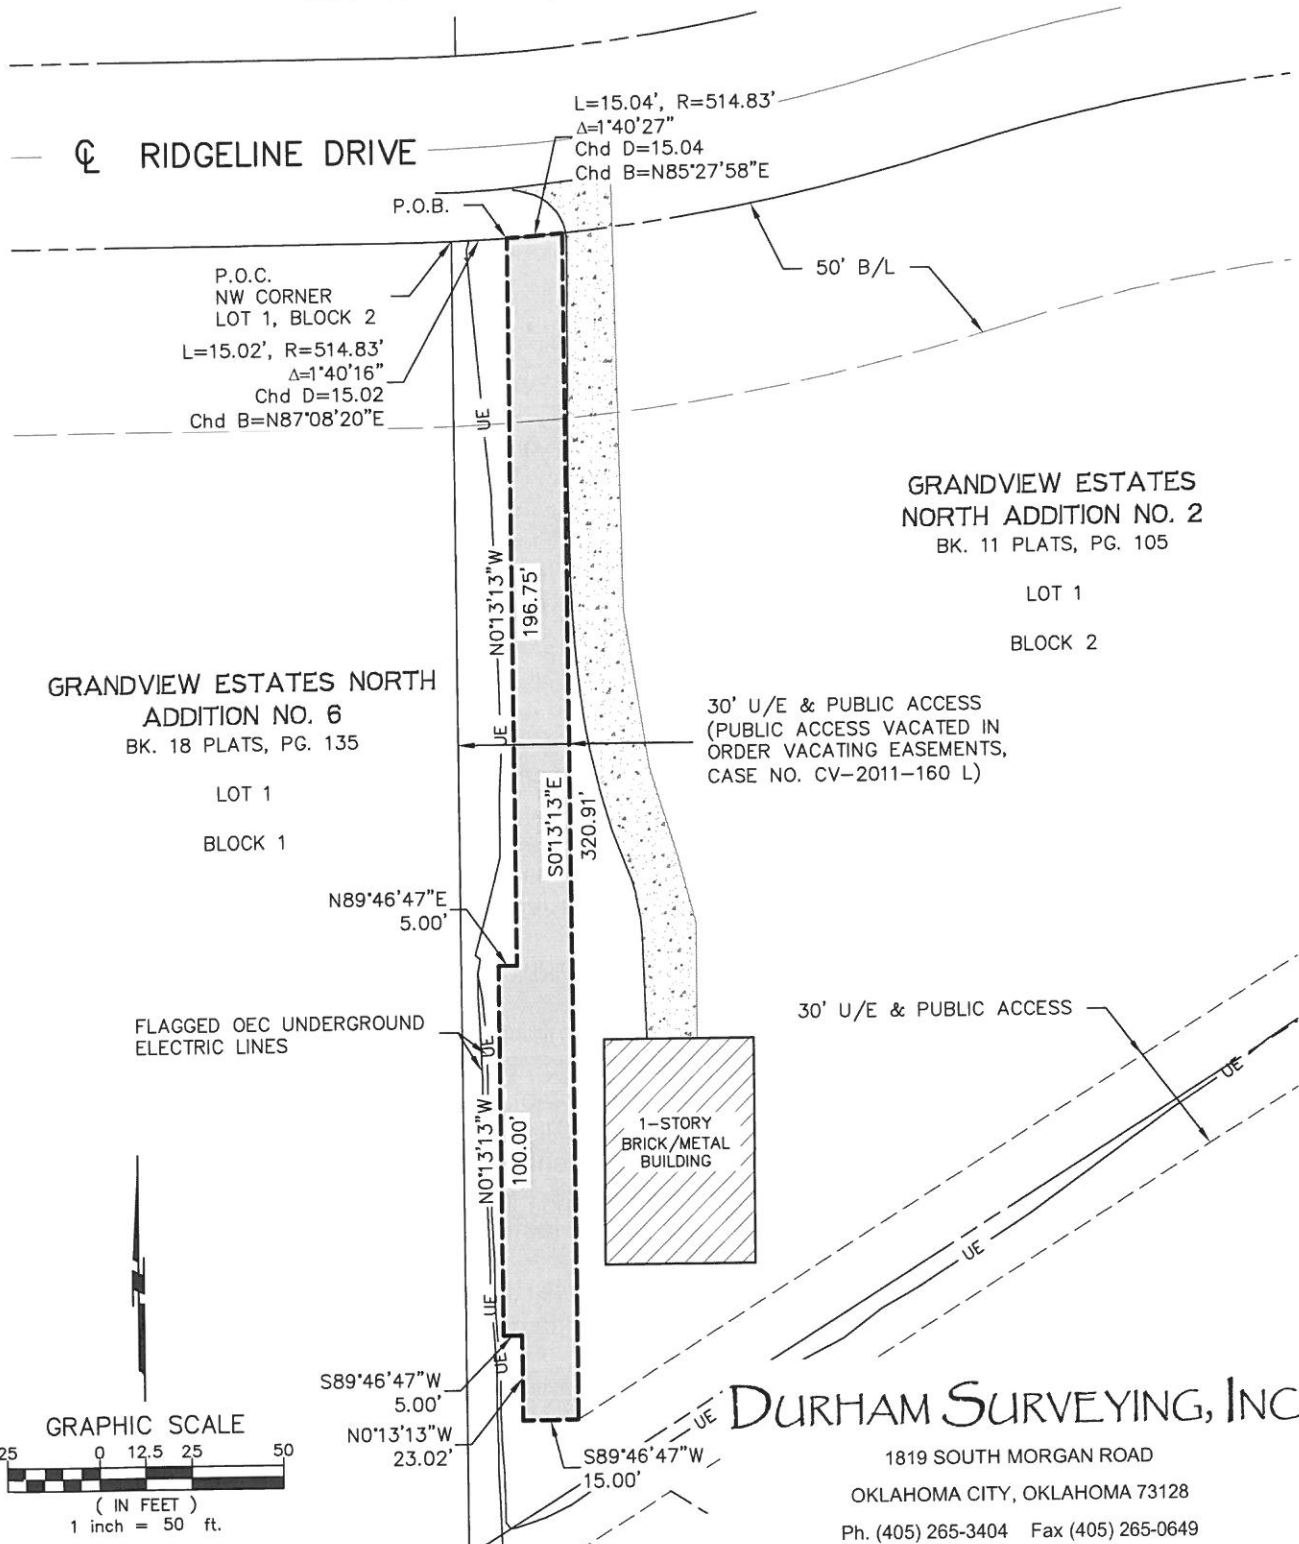 L=15.04', R=514.83'
Δ=1°40'27"
Chd D=15.04
Chd B=N85°27'58"E
℄ RIDGELINE DRIVE
P.O.B.
50' B/L
P.O.C.
NW CORNER
LOT 1, BLOCK 2
L=15.02', R=514.83'
Δ=1°40'16"
Chd D=15.02
Chd B=N87°08'20"E
UE
GRANDVIEW ESTATES
NORTH ADDITION NO. 2
BK. 11 PLATS, PG. 105
LOT 1
BLOCK 2
N0°13'13"W
196.75'
GRANDVIEW ESTATES NORTH
ADDITION NO. 6
BK. 18 PLATS, PG. 135
LOT 1
BLOCK 1
UE
30' U/E & PUBLIC ACCESS
(PUBLIC ACCESS VACATED IN
ORDER VACATING EASEMENTS,
CASE NO. CV-2011-160 L)
S0°13'13"E
320.91'
N89°46'47"E
5.00'
FLAGGED OEC UNDERGROUND
ELECTRIC LINES
UE
30' U/E & PUBLIC ACCESS
UE
N0°13'13"W
100.00'
1-STORY
BRICK/METAL
BUILDING
UE
UE
UE
S89°46'47"W
5.00'
N0°13'13"W
23.02'
S89°46'47"W
15.00'
UE
GRAPHIC SCALE
25 0 12.5 25 50
( IN FEET )
1 inch = 50 ft.
DURHAM SURVEYING, INC
1819 SOUTH MORGAN ROAD
OKLAHOMA CITY, OKLAHOMA 73128
Ph. (405) 265-3404 Fax (405) 265-0649